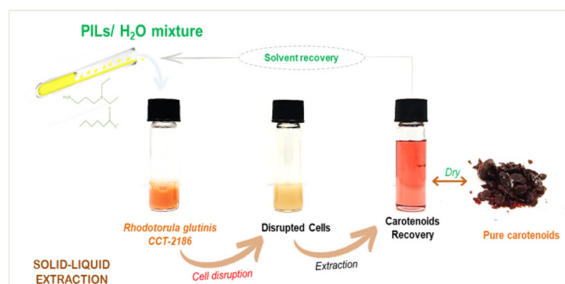 PILs/ H₂O mixture
Solvent recovery
Dry
Rhodotorula glutinis
CCT-2186
Disrupted Cells
Carotenoids
Recovery
Pure carotenoids
SOLID-LIQUID
EXTRACTION
Cell disruption
Extraction